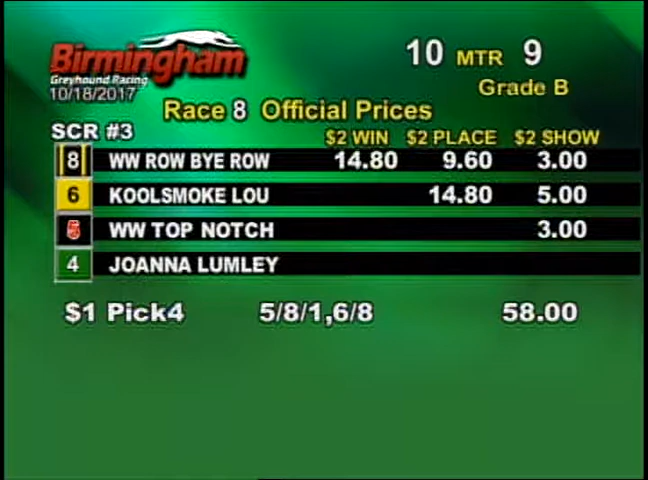 Birmingham
Greyhound Racing
10/18/2017
10 MTR 9
Grade B
Race 8 Official Prices
SCR #3
$2 WIN $2 PLACE $2 SHOW
8 WW ROW BYE ROW 14.80 9.60 3.00
6 KOOLSMOKE LOU 14.80 5.00
5 WW TOP NOTCH 3.00
4 JOANNA LUMLEY
$1 Pick4 5/8/1,6/8 58.00